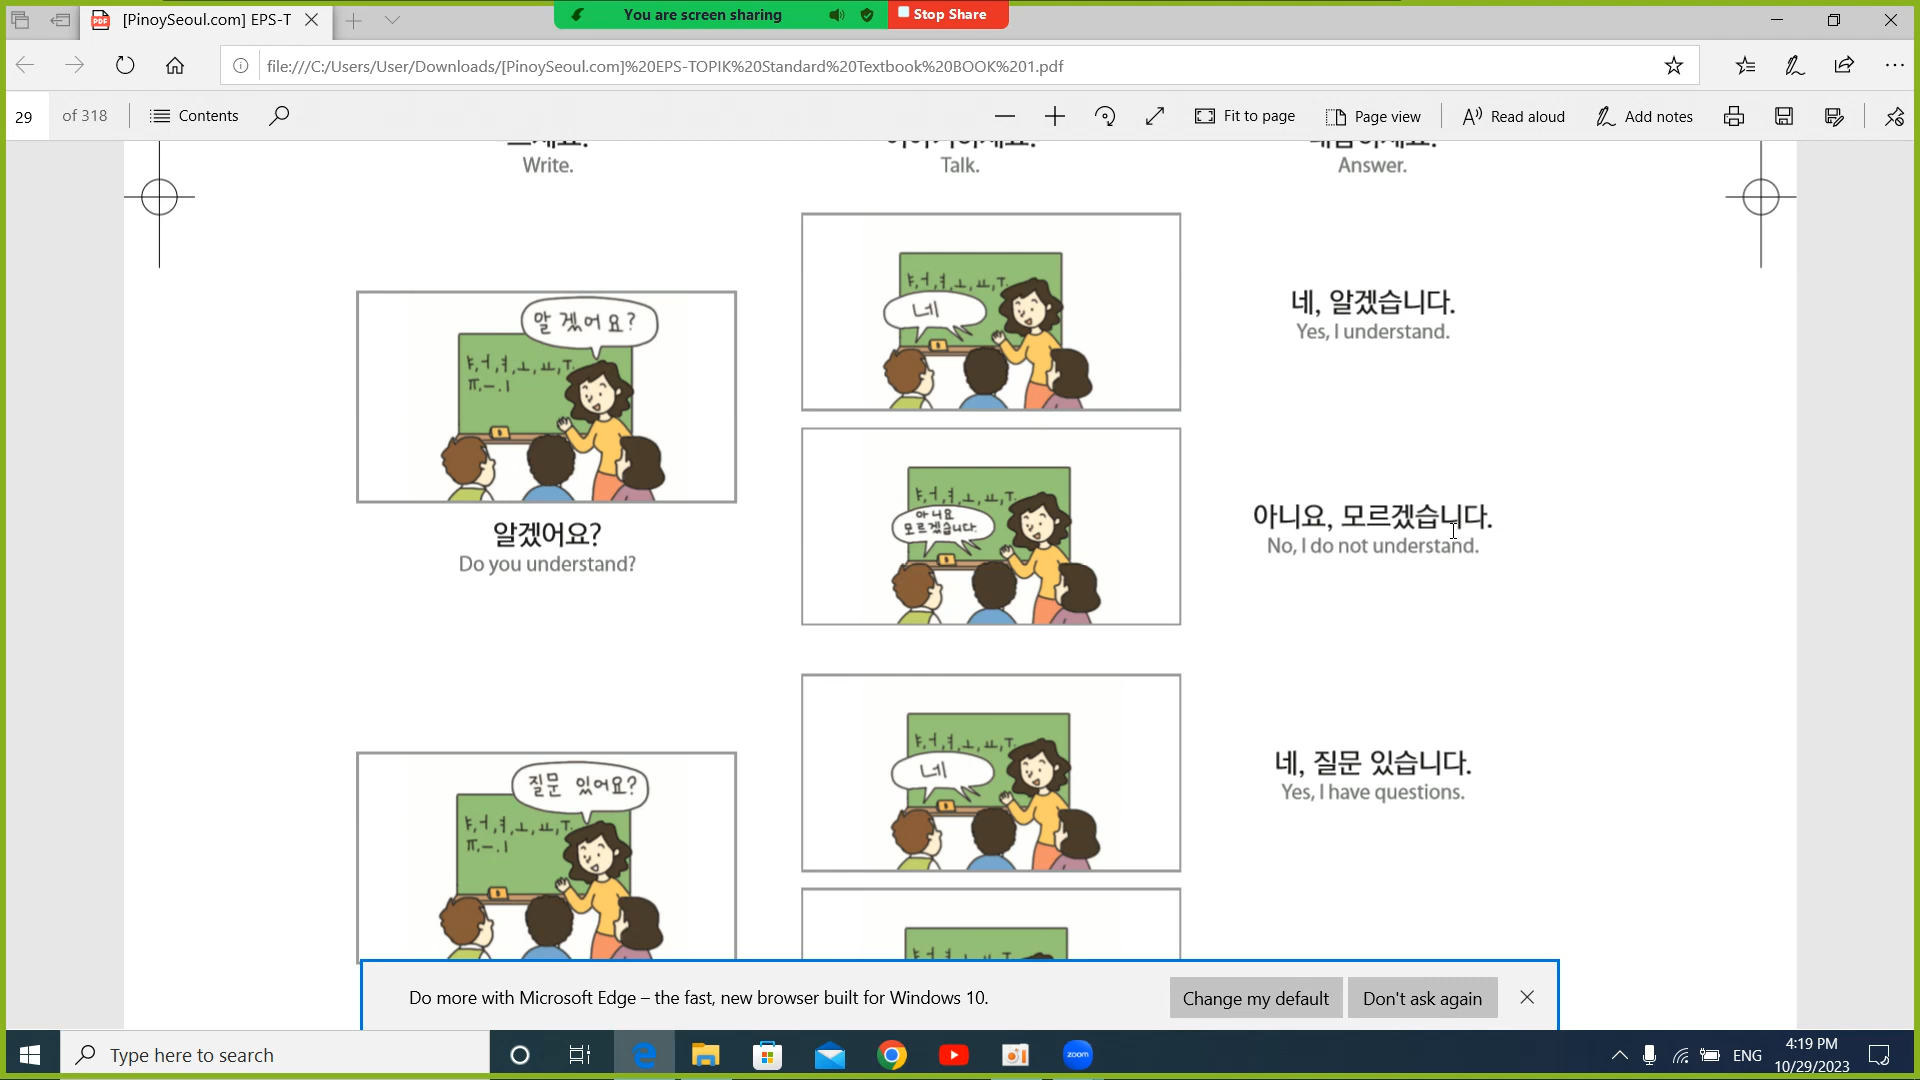 [PinoySeoul.com] EPS-T
You are screen sharing
Stop Share
file:///C:/Users/User/Downloads/[PinoySeoul.com]%20EPS-TOPIK%20Standard%20Textbook%20BOOK%201.pdf
29 of 318
Contents
Fit to page
Page view
Read aloud
Add notes
Write.
Talk.
Answer.
알겠어요?
ㅑ,ㅓ,ㅕ,ㅗ,ㅛ,ㅜ,
ㅠ,ㅡ,ㅣ
알겠어요?
Do you understand?
ㅑ,ㅓ,ㅕ,ㅗ,ㅛ,ㅜ,
네
네, 알겠습니다.
Yes, I understand.
ㅑ,ㅓ,ㅕ,ㅗ,ㅛ,ㅜ,
아니요
모르겠습니다.
아니요, 모르겠습니다.
No, I do not understand.
질문 있어요?
ㅑ,ㅓ,ㅕ,ㅗ,ㅛ,ㅜ,
ㅠ,ㅡ,ㅣ
ㅑ,ㅓ,ㅕ,ㅗ,ㅛ,ㅜ,
네
네, 질문 있습니다.
Yes, I have questions.
Do more with Microsoft Edge – the fast, new browser built for Windows 10.
Change my default
Don't ask again
Type here to search
zoom
ENG
4:19 PM
10/29/2023